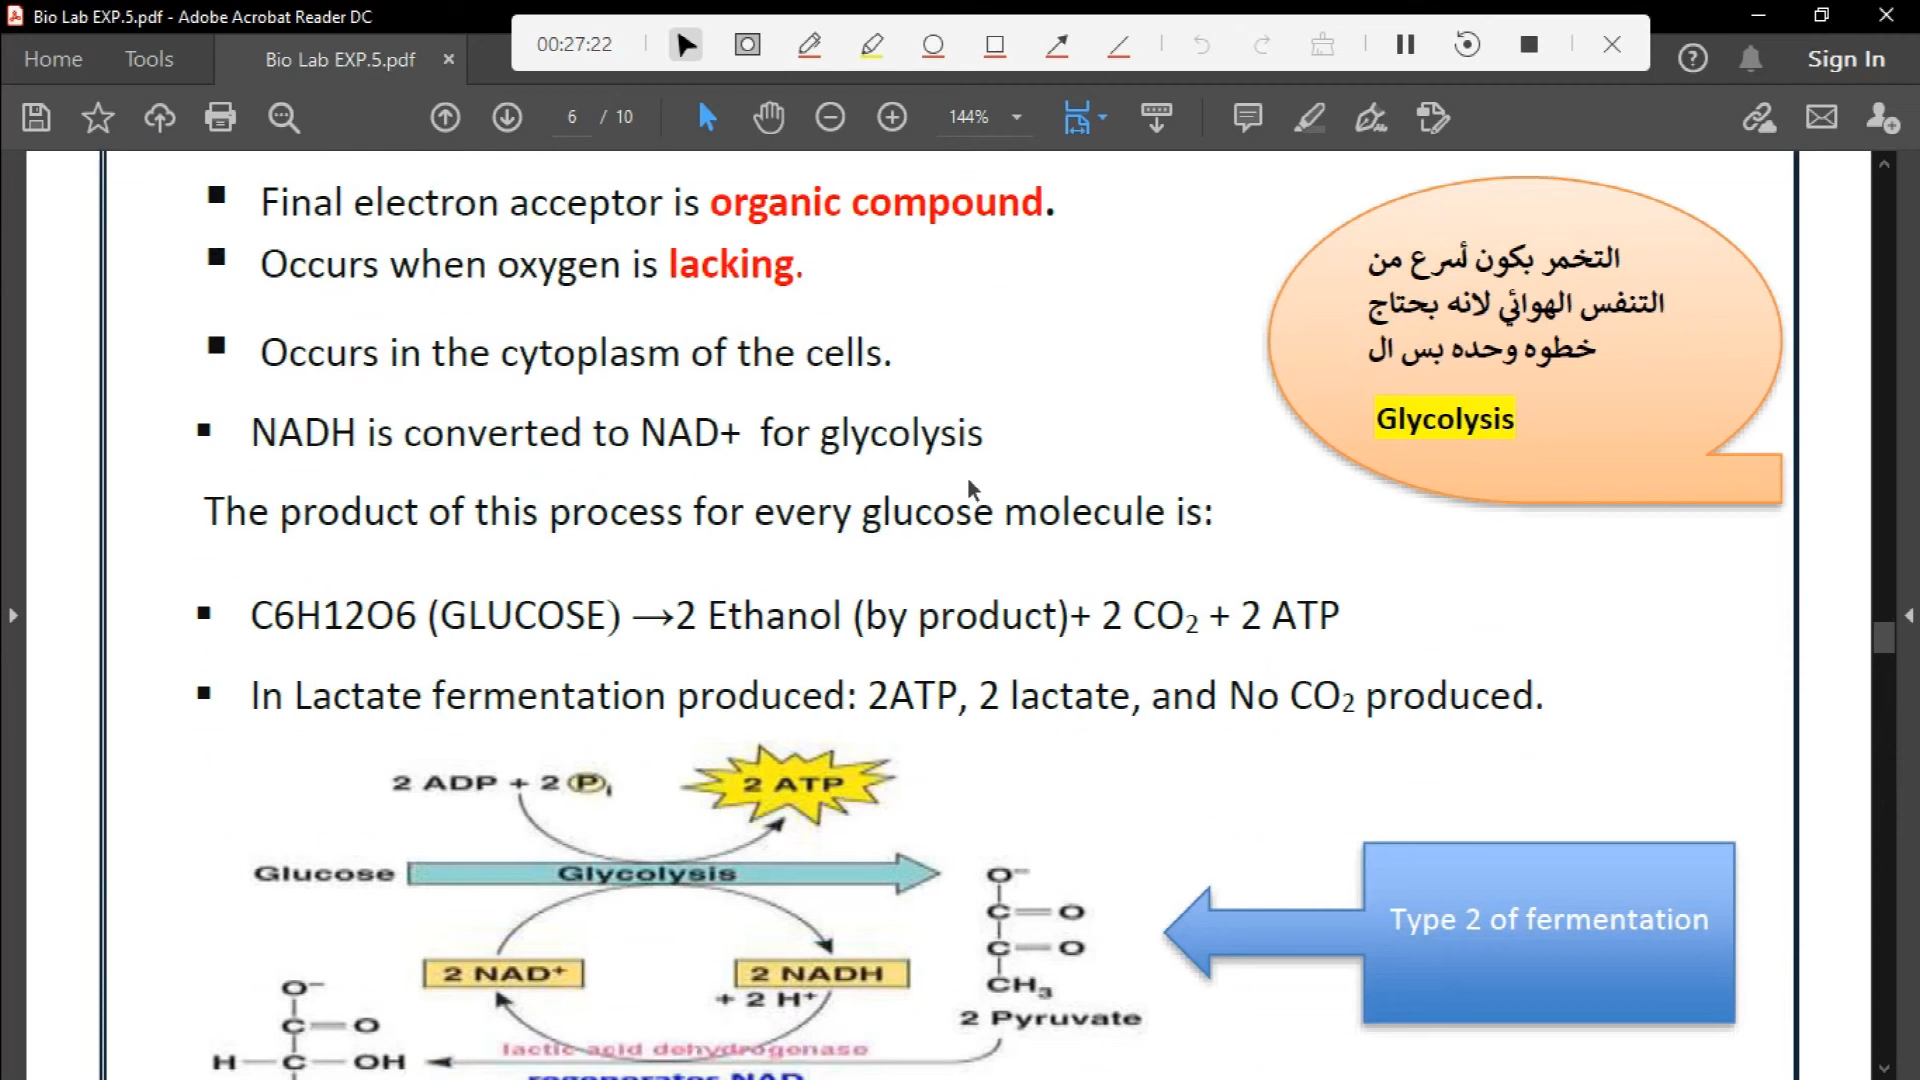 Bio Lab EXP.5.pdf - Adobe Acrobat Reader DC
00:27:22
Home
Tools
Bio Lab EXP.5.pdf
Sign In
6 / 10
144%
Final electron acceptor is organic compound.
Occurs when oxygen is lacking.
Occurs in the cytoplasm of the cells.
NADH is converted to NAD+ for glycolysis
التخمر بكون أسرع من
التنفس الهوائي لانه بحتاج
خطوه وحده بس ال
Glycolysis
The product of this process for every glucose molecule is:
C6H12O6 (GLUCOSE) →2 Ethanol (by product)+ 2 CO₂ + 2 ATP
In Lactate fermentation produced: 2ATP, 2 lactate, and No CO₂ produced.
2 ADP + 2 Pi
2 ATP
Glucose
Glycolysis
2 NAD+
2 NADH
+ 2 H+
O−
C=O
C=O
CH₃
2 Pyruvate
Type 2 of fermentation
O−
C=O
H—C—OH
lactic acid dehydrogenase
regenerates NAD